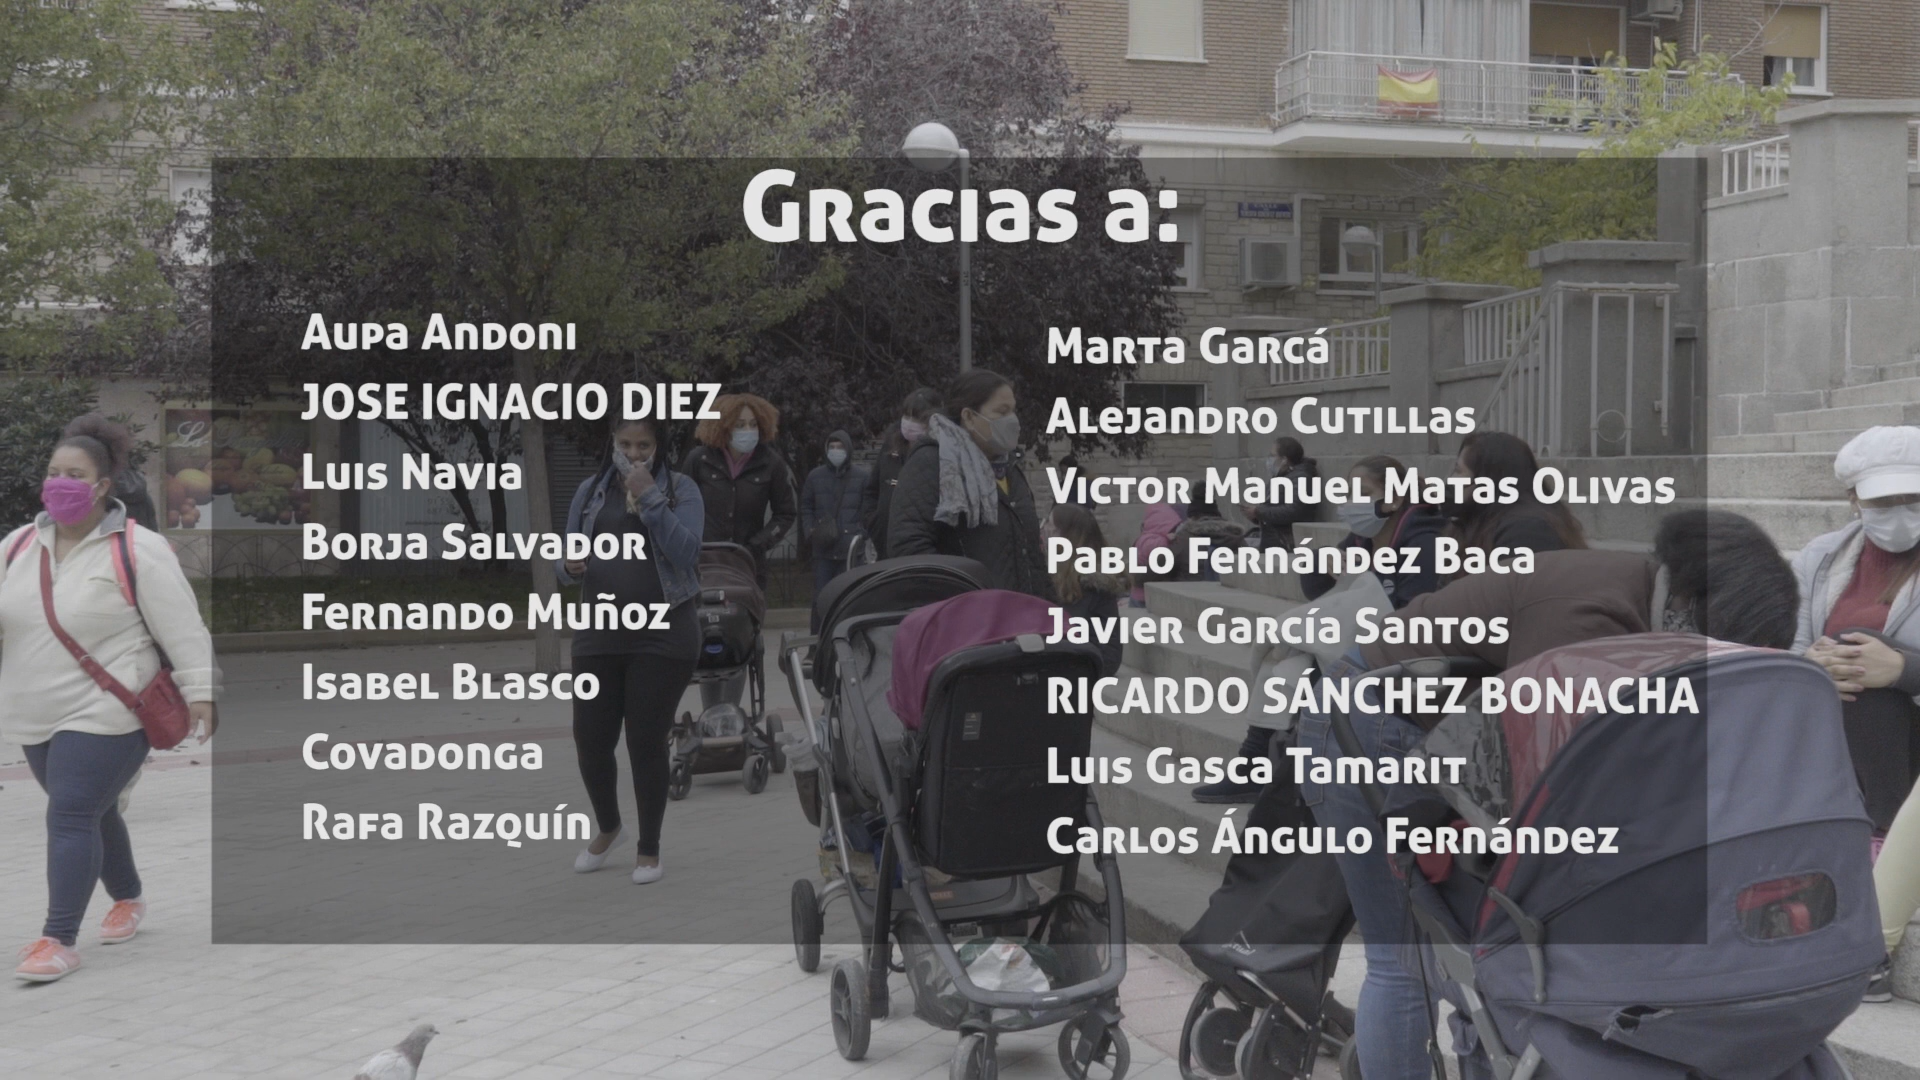 Gracias a:
Aupa Andoni
JOSE IGNACIO DIEZ
Luis Navia
Borja Salvador
Fernando Muñoz
Isabel Blasco
Covadonga
Rafa Razquín
Marta Garcá
Alejandro Cutillas
Victor Manuel Matas Olivas
Pablo Fernández Baca
Javier García Santos
RICARDO SÁNCHEZ BONACHA
Luis Gasca Tamarit
Carlos Ángulo Fernández